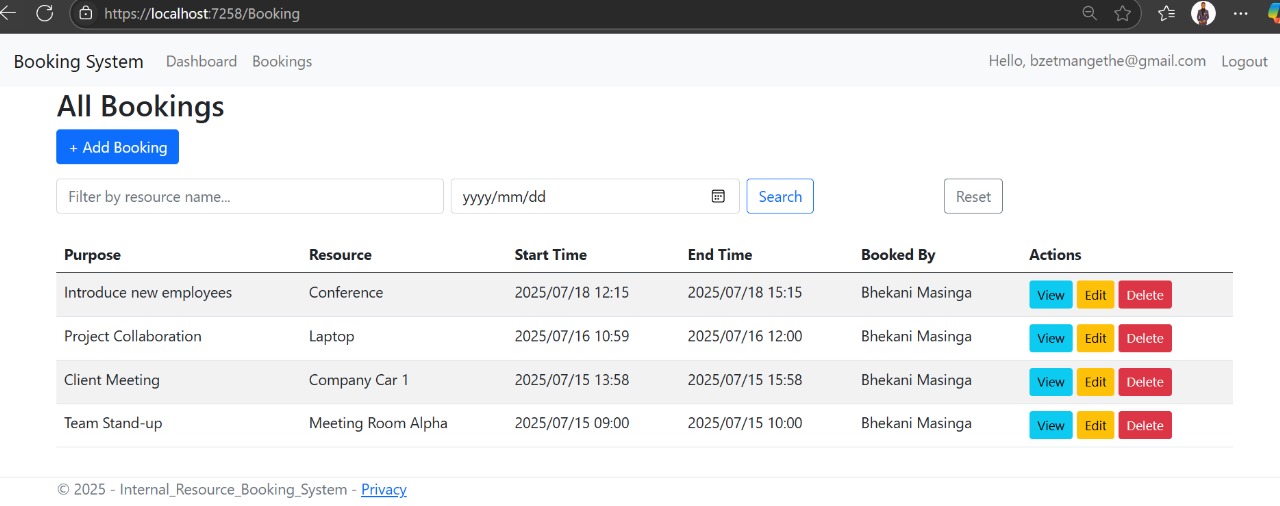 https://localhost:7258/Booking
Booking System Dashboard Bookings Hello, bzetmangethe@gmail.com Logout
All Bookings
+ Add Booking
Filter by resource name... yyyy/mm/dd Search Reset
Purpose Resource Start Time End Time Booked By Actions
Introduce new employees Conference 2025/07/18 12:15 2025/07/18 15:15 Bhekani Masinga View Edit Delete
Project Collaboration Laptop 2025/07/16 10:59 2025/07/16 12:00 Bhekani Masinga View Edit Delete
Client Meeting Company Car 1 2025/07/15 13:58 2025/07/15 15:58 Bhekani Masinga View Edit Delete
Team Stand-up Meeting Room Alpha 2025/07/15 09:00 2025/07/15 10:00 Bhekani Masinga View Edit Delete
© 2025 - Internal_Resource_Booking_System - Privacy